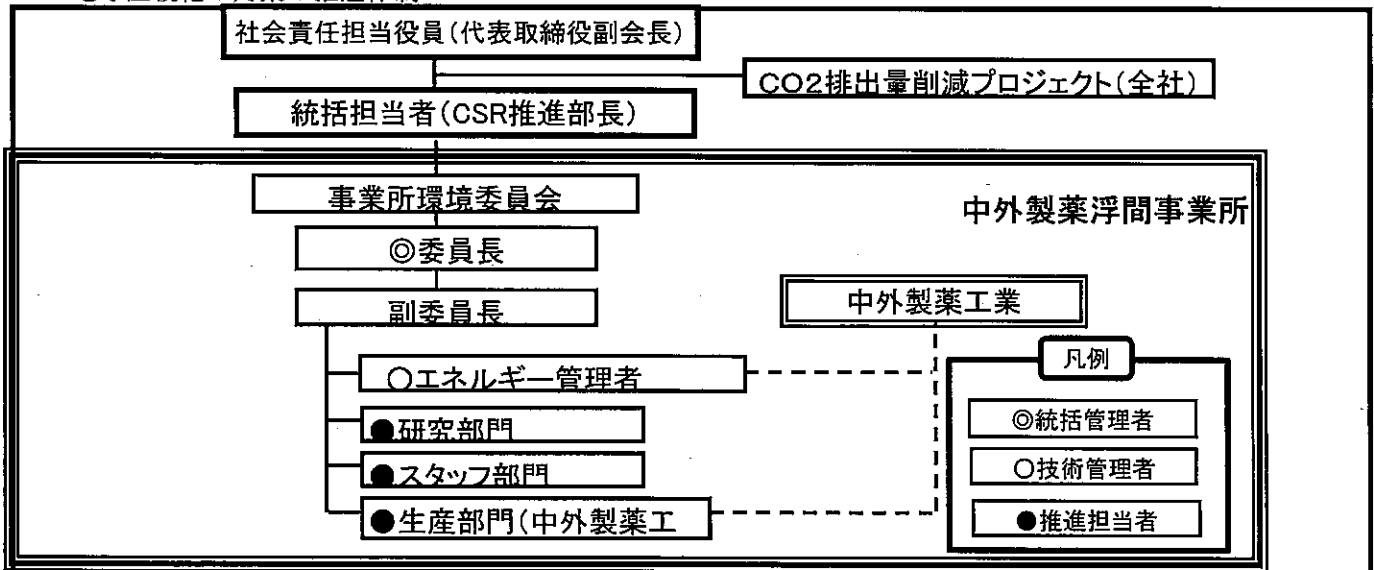 社会責任担当役員(代表取締役副会長)
CO2排出量削減プロジェクト(全社)
統括担当者(CSR推進部長)
事業所環境委員会
中外製薬浮間事業所
◎委員長
副委員長
中外製薬工業
○エネルギー管理者
●研究部門
●スタッフ部門
●生産部門(中外製薬工
凡例
◎統括管理者
○技術管理者
●推進担当者